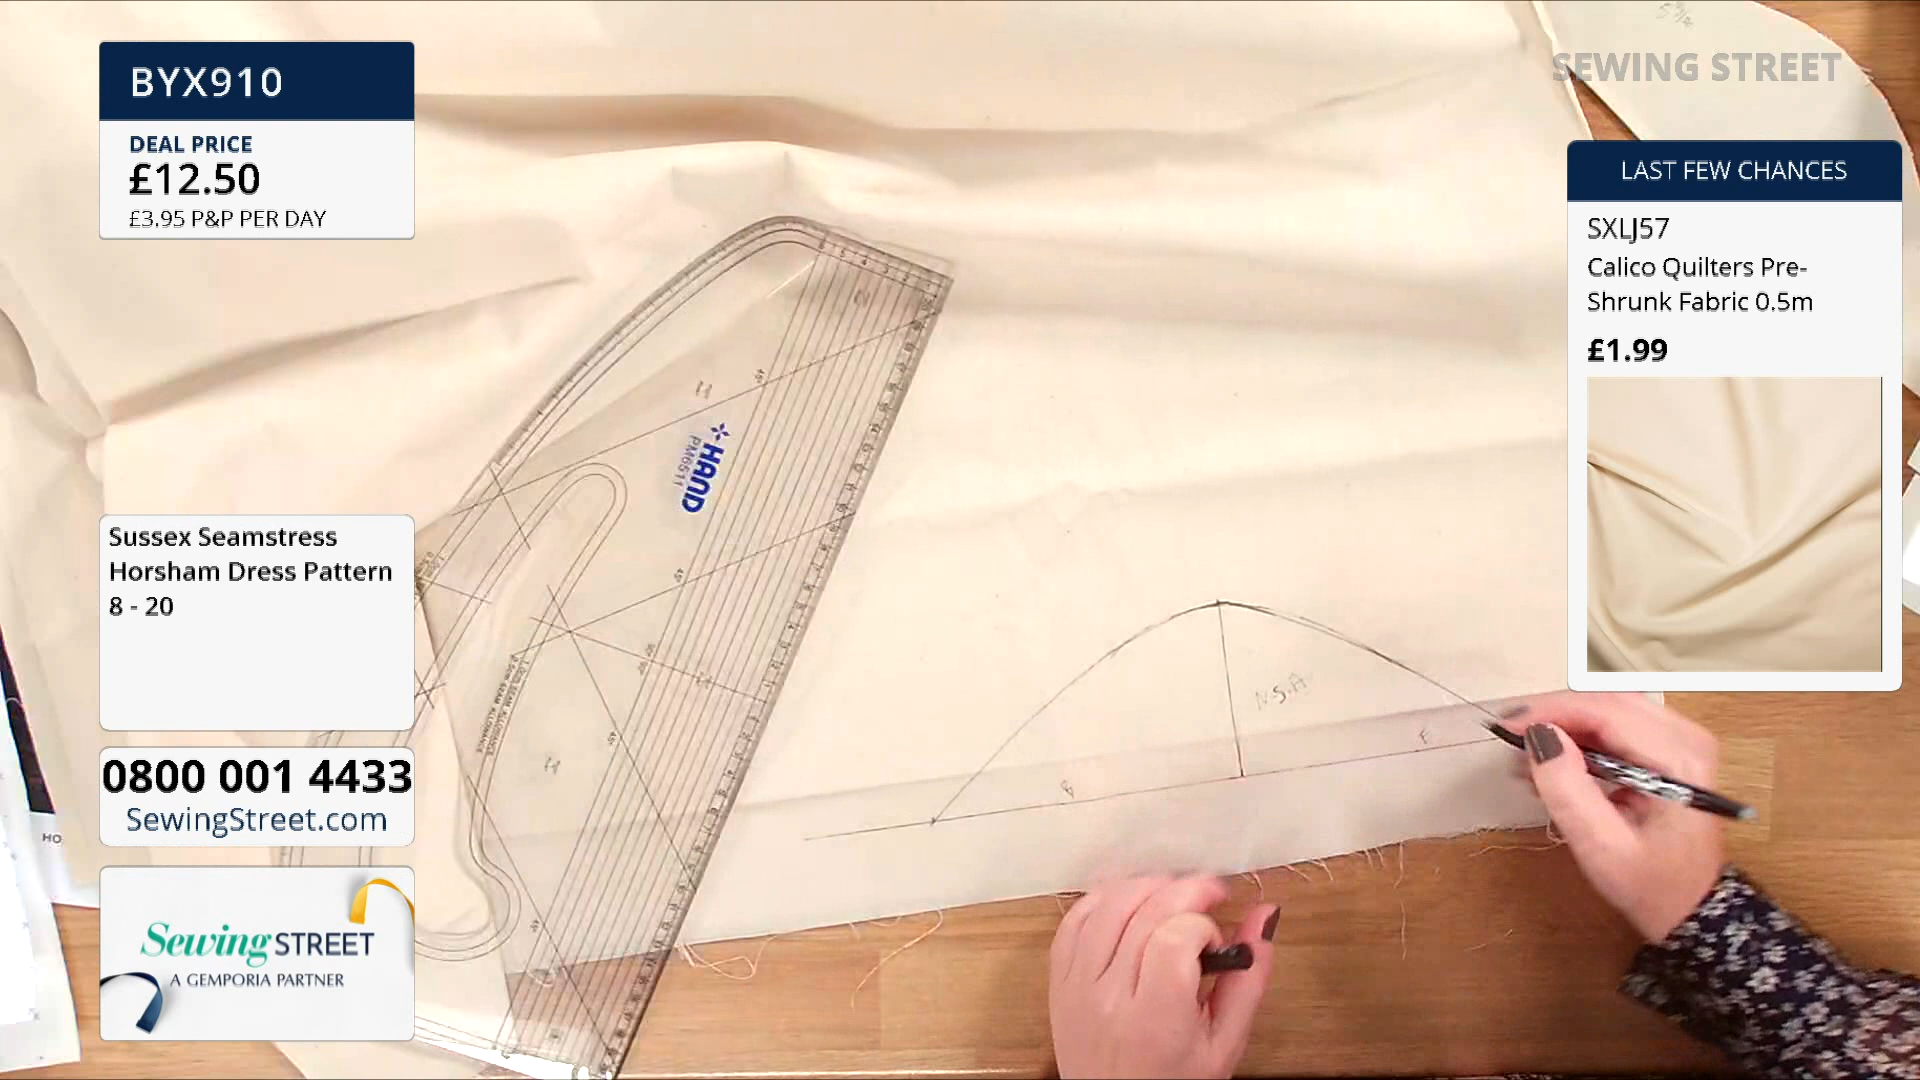 BYX910
DEAL PRICE
£12.50
£3.95 P&P PER DAY
SEWING STREET
LAST FEW CHANCES
SXLJ57
Calico Quilters Pre-
Shrunk Fabric 0.5m
£1.99
Sussex Seamstress
Horsham Dress Pattern
8 - 20
0800 001 4433
SewingStreet.com
Sewing STREET
A GEMPORIA PARTNER
HAND
PM6511
N.S.A
B
F
HO